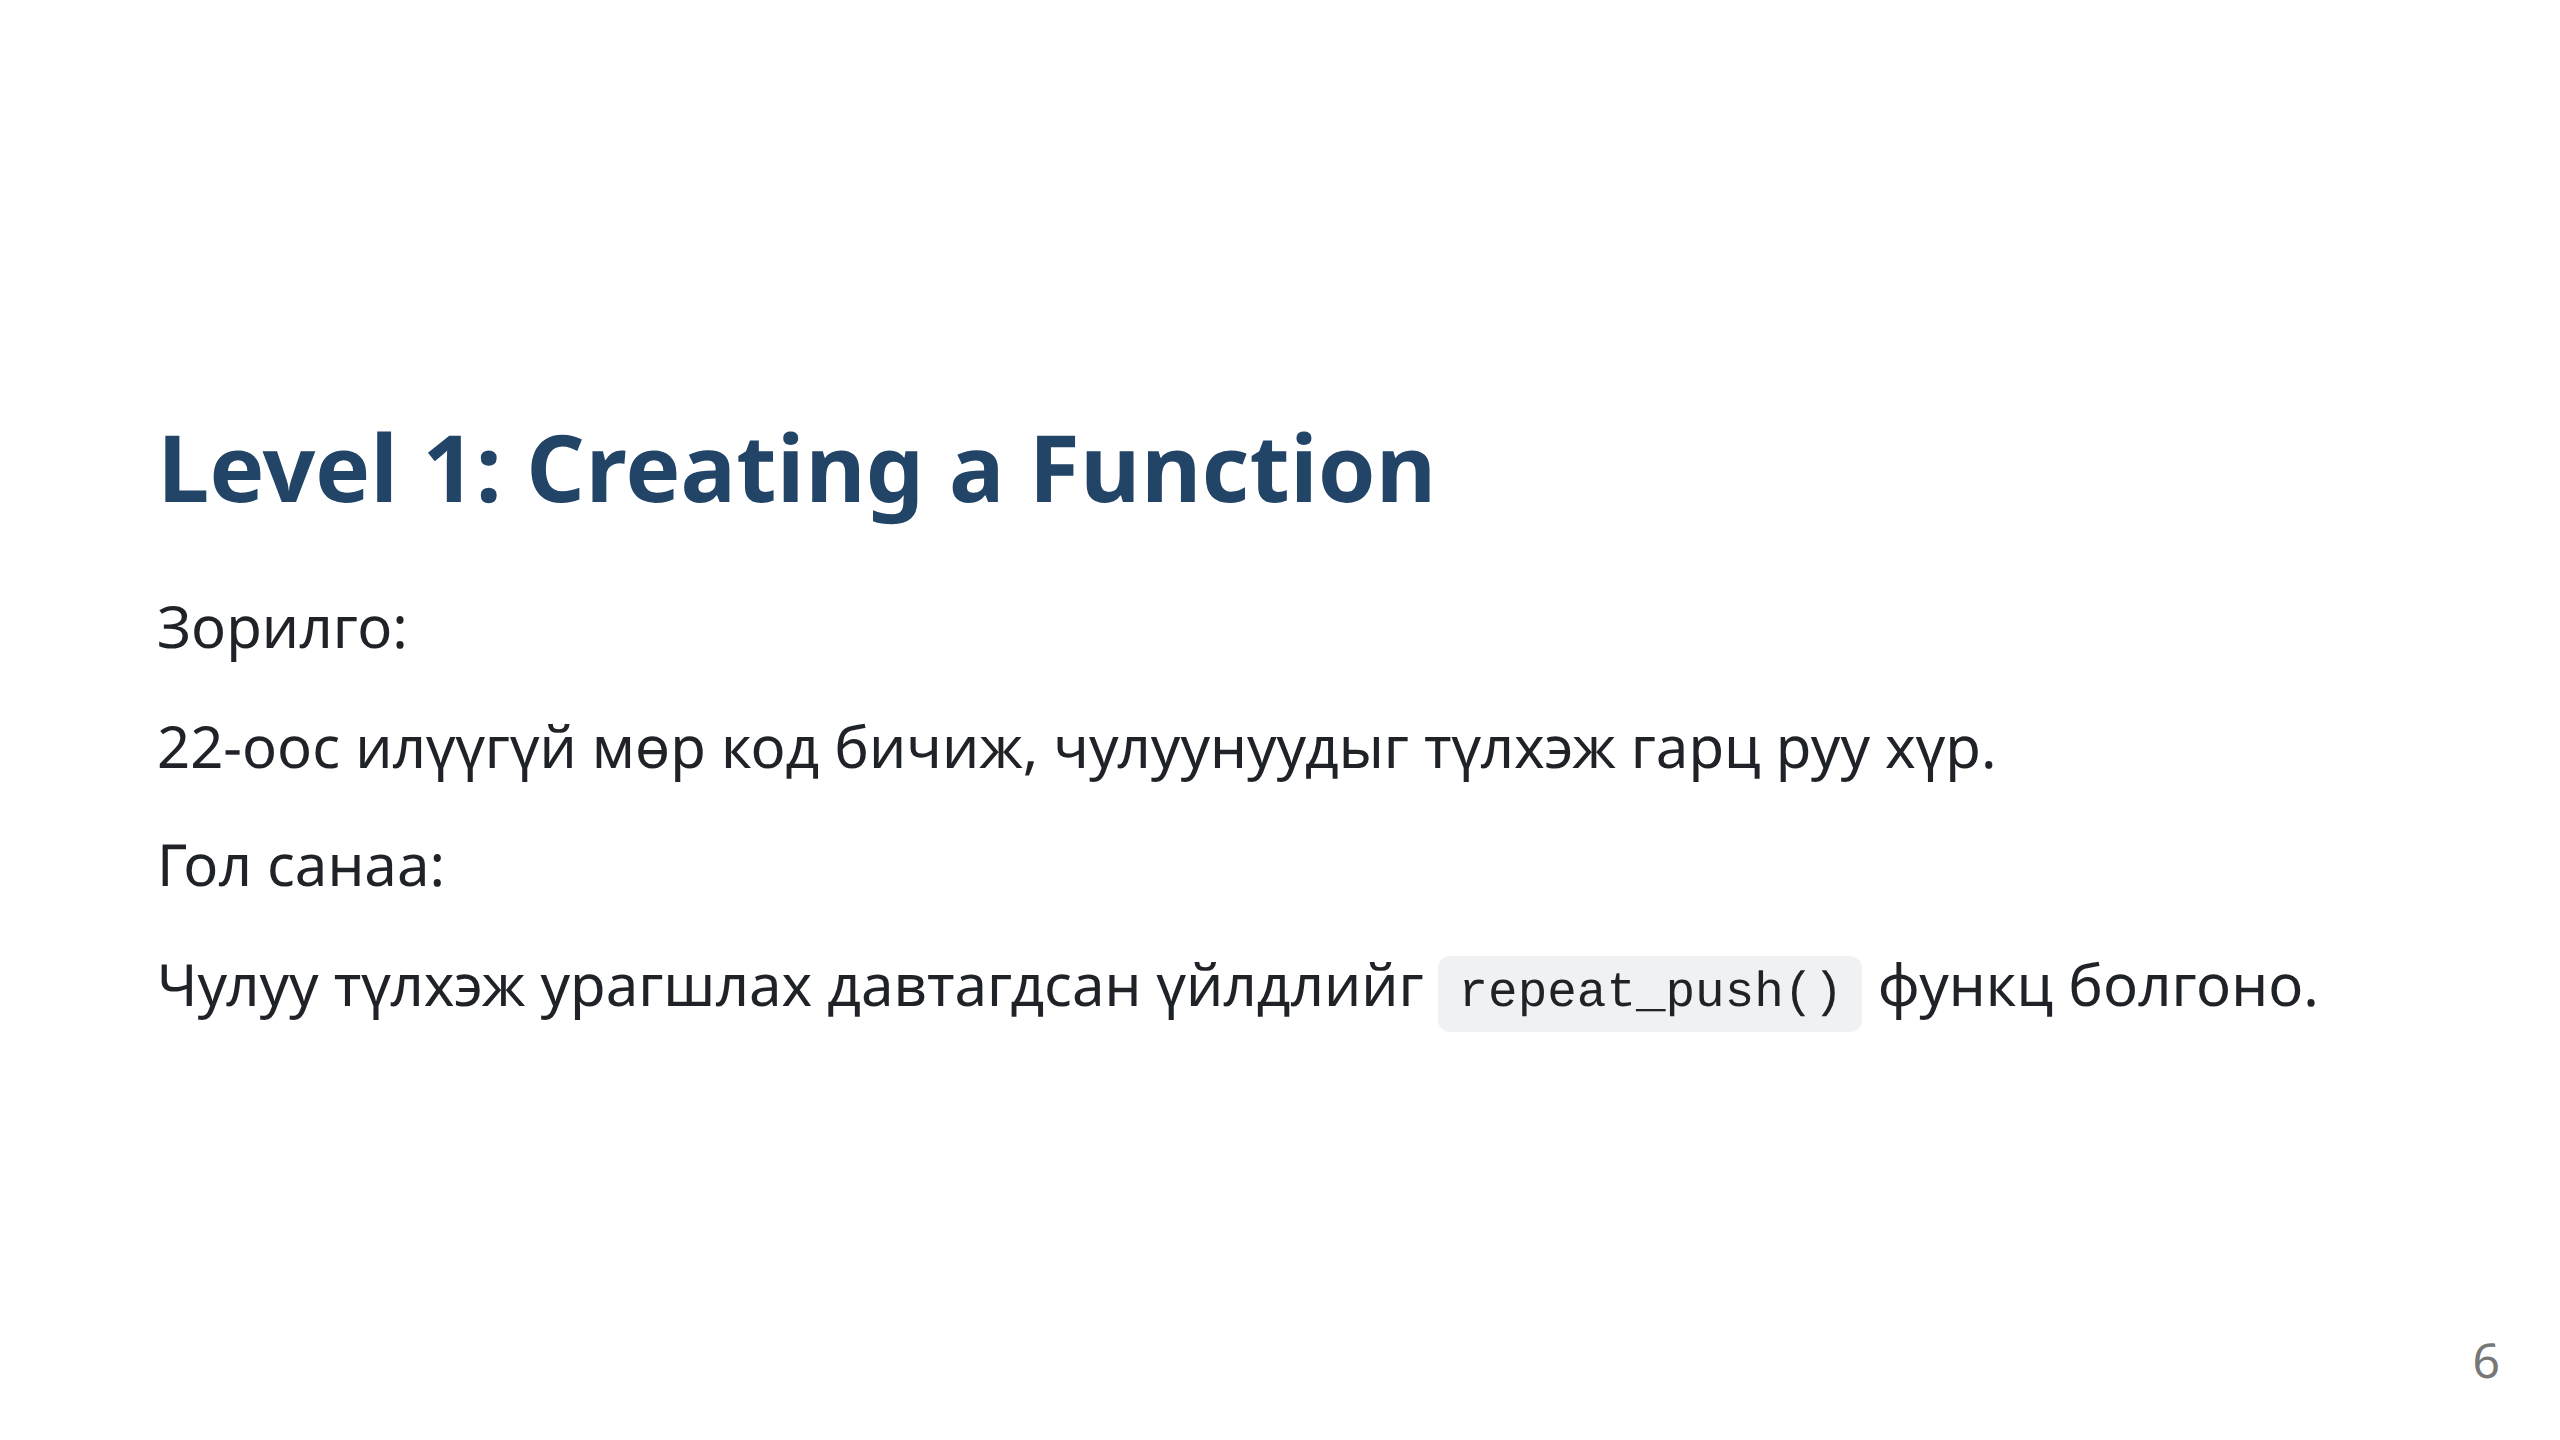 Level 1: Creating a Function
Зорилго:
22-оос илүүгүй мөр код бичиж, чулуунуудыг түлхэж гарц руу хүр.
Гол санаа:
Чулуу түлхэж урагшлах давтагдсан үйлдлийг repeat_push() функц болгоно.
6